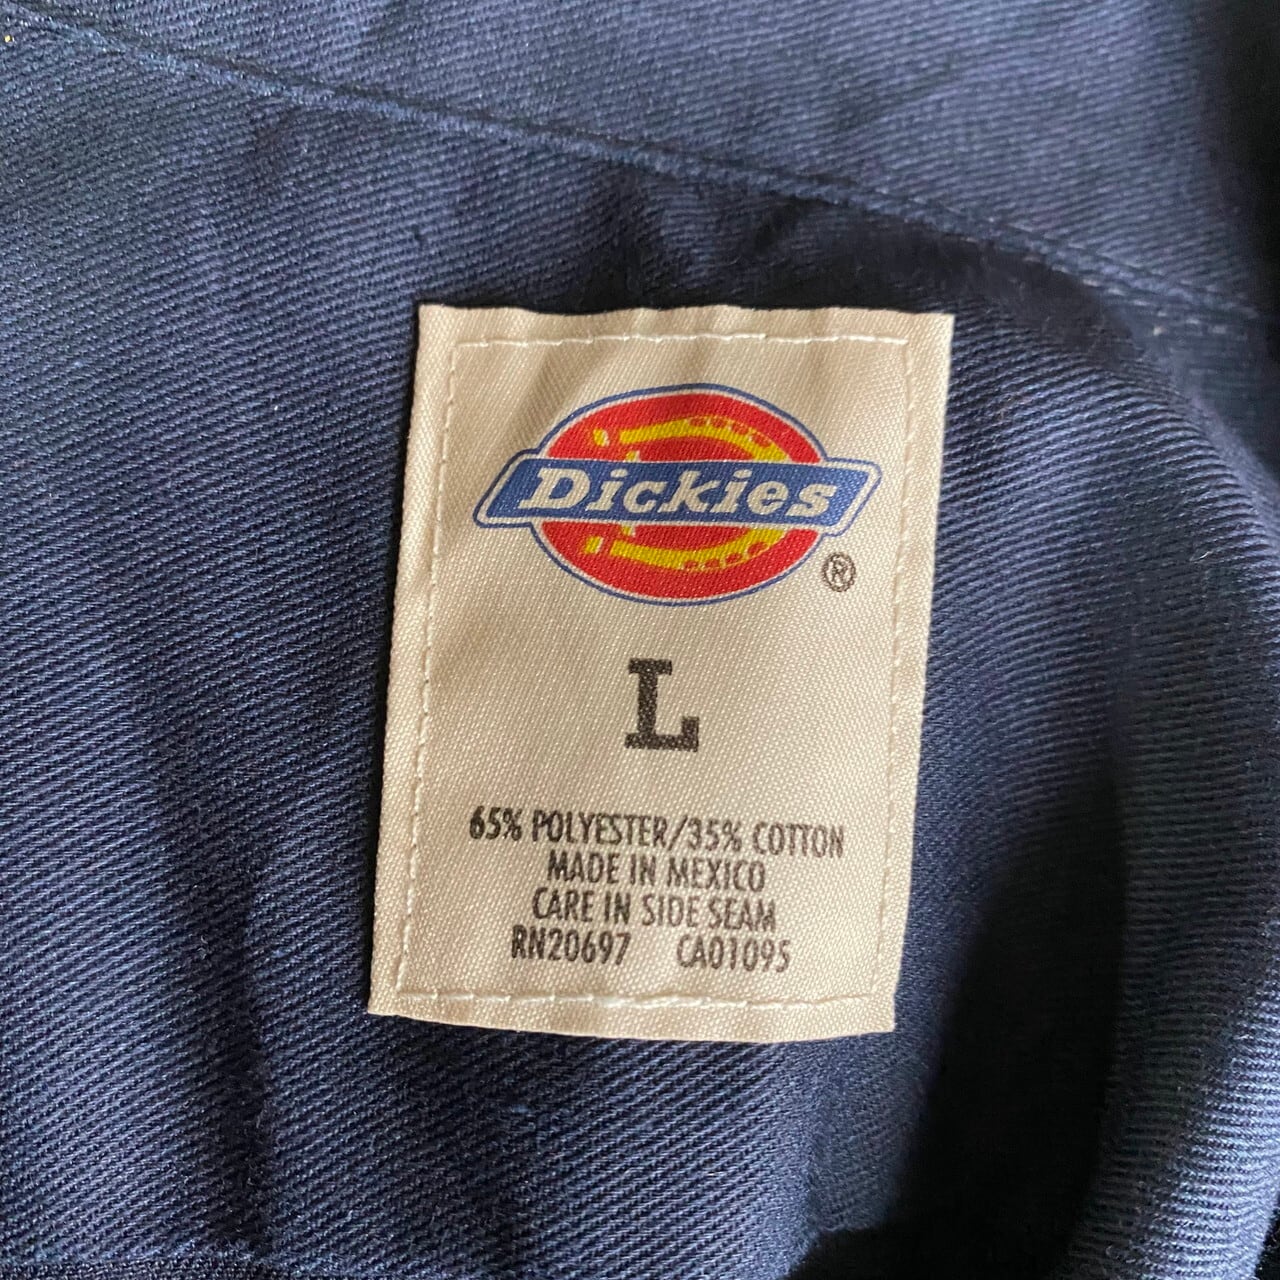 Dickies
®
L
65% POLYESTER/35% COTTON
MADE IN MEXICO
CARE IN SIDE SEAM
RN20697 CA01095